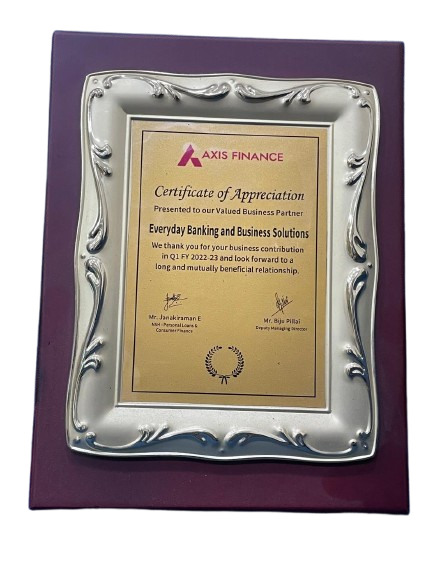 AXIS FINANCE
Certificate of Appreciation
Presented to our Valued Business Partner
Everyday Banking and Business Solutions
We thank you for your business contribution
in Q1 FY 2022-23 and look forward to a
long and mutually beneficial relationship.
Mr. Janakiraman E
NSH - Personal Loans &
Consumer Finance
Mr. Biju Pillai
Deputy Managing Director